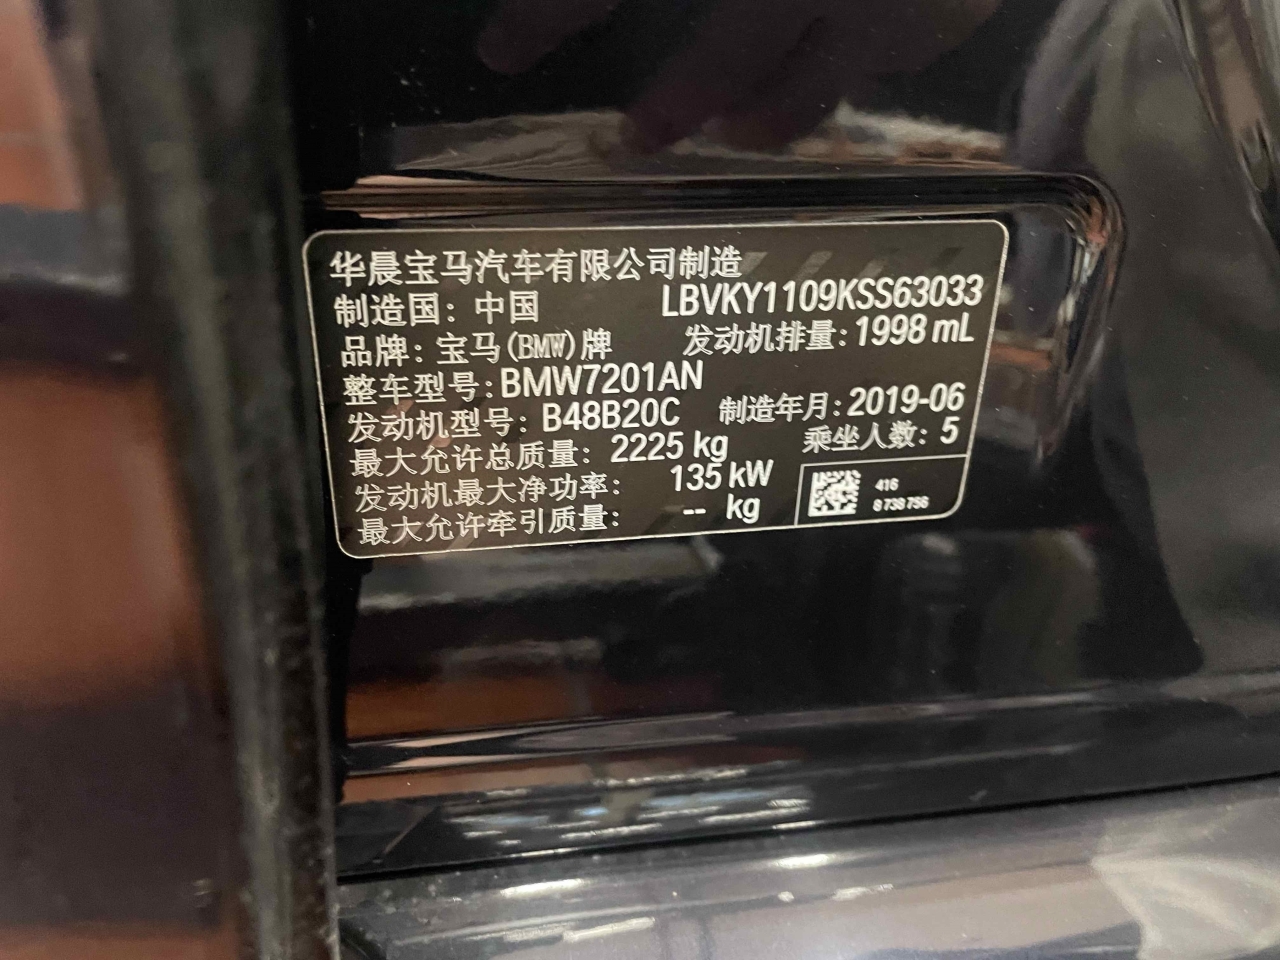 华晨宝马汽车有限公司制造
制造国：中国 LBVKY1109KSS63033
品牌：宝马(BMW)牌 发动机排量：1998 mL
整车型号：BMW7201AN
发动机型号：B48B20C 制造年月：2019-06
最大允许总质量：2225 kg 乘坐人数：5
发动机最大净功率：135 kW
最大允许牵引质量：-- kg
416
8 738 756